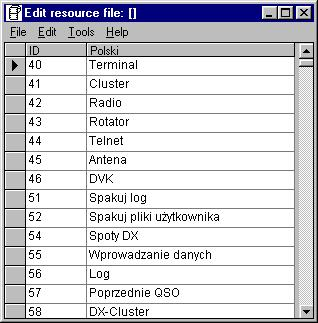 Edit resource file: []
File Edit Tools Help
ID Polski
40 Terminal
41 Cluster
42 Radio
43 Rotator
44 Telnet
45 Antena
46 DVK
51 Spakuj log
52 Spakuj pliki użytkownika
54 Spoty DX
55 Wprowadzanie danych
56 Log
57 Poprzednie QSO
58 DX-Cluster